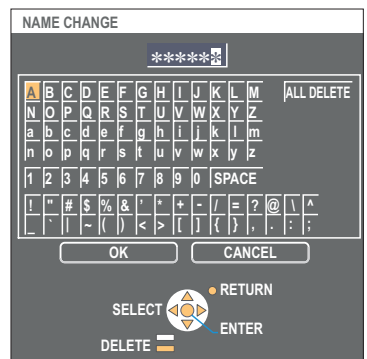 NAME CHANGE
******
A B C D E F G H I J K L M ALL DELETE
N O P Q R S T U V W X Y Z
a b c d e f g h i j k l m
n o p q r s t u v w x y z
1 2 3 4 5 6 7 8 9 0 SPACE
! " # $ % & ' * + - / = ? @ \ ^
_ ` | ~ ( ) < > [ ] { } , . : ;
OK CANCEL
RETURN
SELECT
ENTER
DELETE